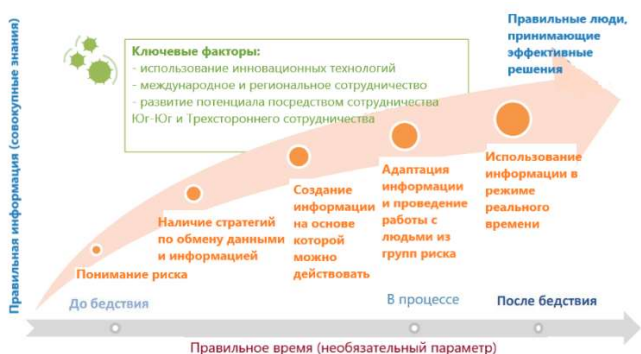 Правильная информация (совокупные знания)
Ключевые факторы:
- использование инновационных технологий
- международное и региональное сотрудничество
- развитие потенциала посредством сотрудничества
Юг-Юг и Трехстороннего сотрудничества
Правильные люди,
принимающие
эффективные
решения
Понимание риска
Наличие стратегий
по обмену данными
и информацией
Создание
информации
на основе
которой
можно
действовать
Адаптация
информации
и проведение
работы с
людьми из
групп риска
Использование
информации в
режиме
реального
времени
До бедствия
В процессе
После бедствия
Правильное время (необязательный параметр)